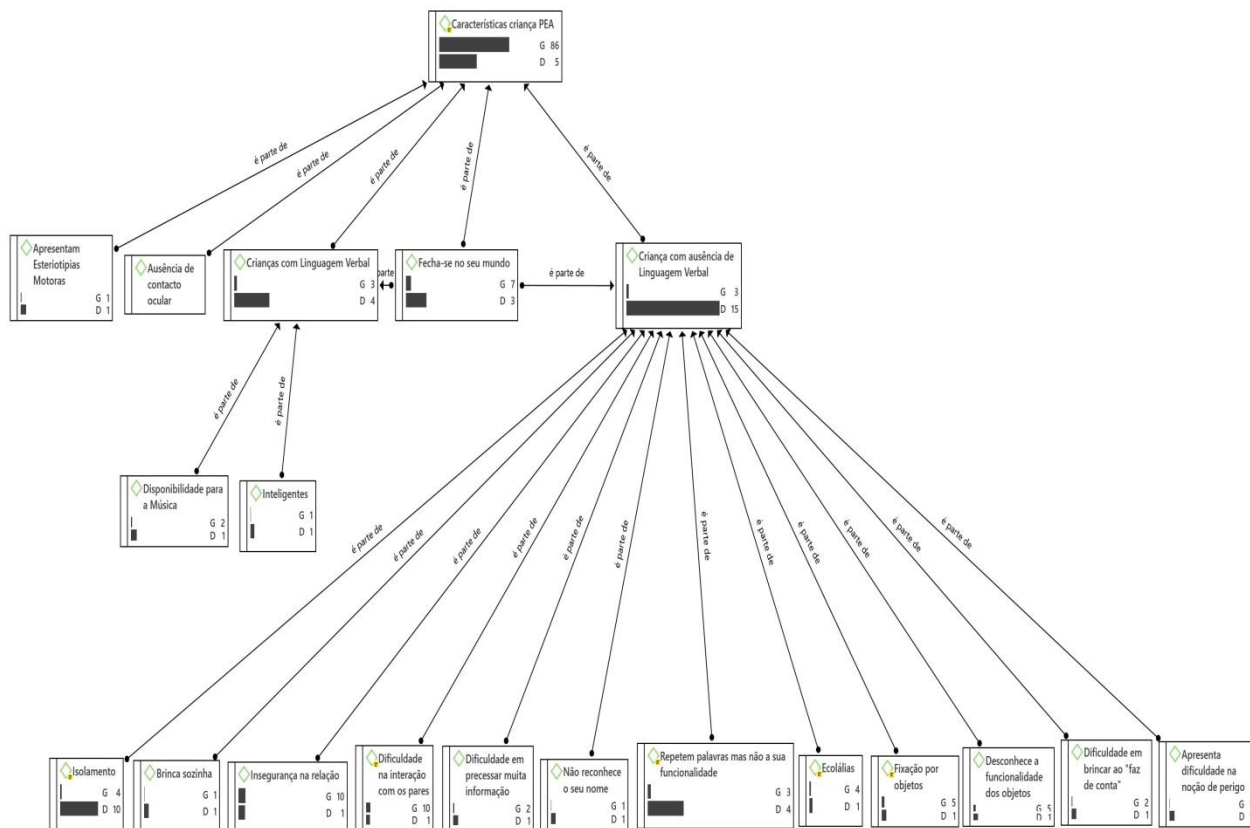 Características criança PEA
G 86
D 5
é parte de
é parte de
é parte de
é parte de
é parte de
Apresentam
Esteriotipias
Motoras
G 1
D 1
Ausência de
contacto
ocular
Crianças com Linguagem Verbal
G 3
D 4
parte
Fecha-se no seu mundo
G 7
D 3
é parte de
Criança com ausência de
Linguagem Verbal
G 3
D 15
é parte de
é parte de
Disponibilidade para
a Música
G 2
D 1
Inteligentes
G 1
D 1
é parte de
é parte de
é parte de
é parte de
é parte de
é parte de
é parte de
é parte de
é parte de
é parte de
é parte de
é parte de
Isolamento
G 4
D 10
Brinca sozinha
G 1
D 1
Insegurança na relação
G 10
D 1
Dificuldade
na interação
com os pares
G 10
D 1
Dificuldade em
precessar muita
informação
G 2
D 1
Não reconhece
o seu nome
G 1
D 1
Repetem palavras mas não a sua
funcionalidade
G 3
D 4
Ecolálias
G 4
D 1
Fixação por
objetos
G 5
D 1
Desconhece a
funcionalidade
dos objetos
G 5
D 1
Dificuldade em
brincar ao "faz
de conta"
G 2
D 1
Apresenta
dificuldade na
noção de perigo
G
D